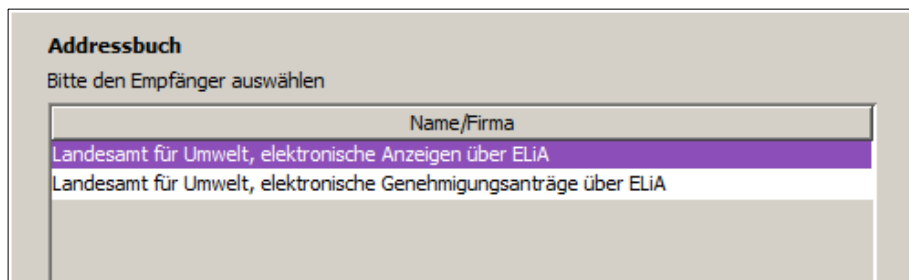 Addressbuch
Bitte den Empfänger auswählen
Name/Firma
Landesamt für Umwelt, elektronische Anzeigen über ELiA
Landesamt für Umwelt, elektronische Genehmigungsanträge über ELiA